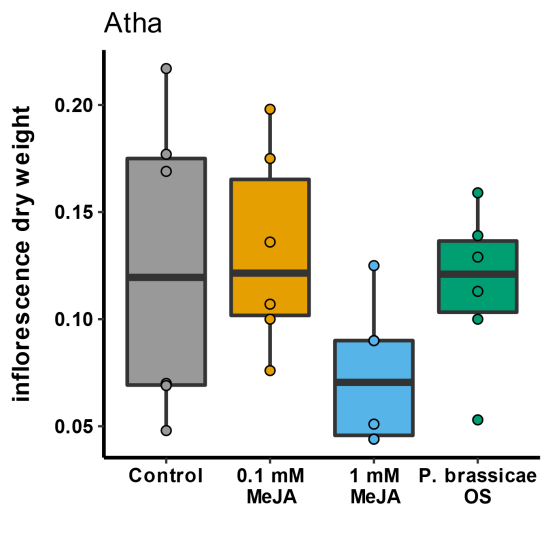 Atha
inflorescence dry weight
0.20
0.15
0.10
0.05
Control
0.1 mM
MeJA
1 mM
MeJA
P. brassicae
OS